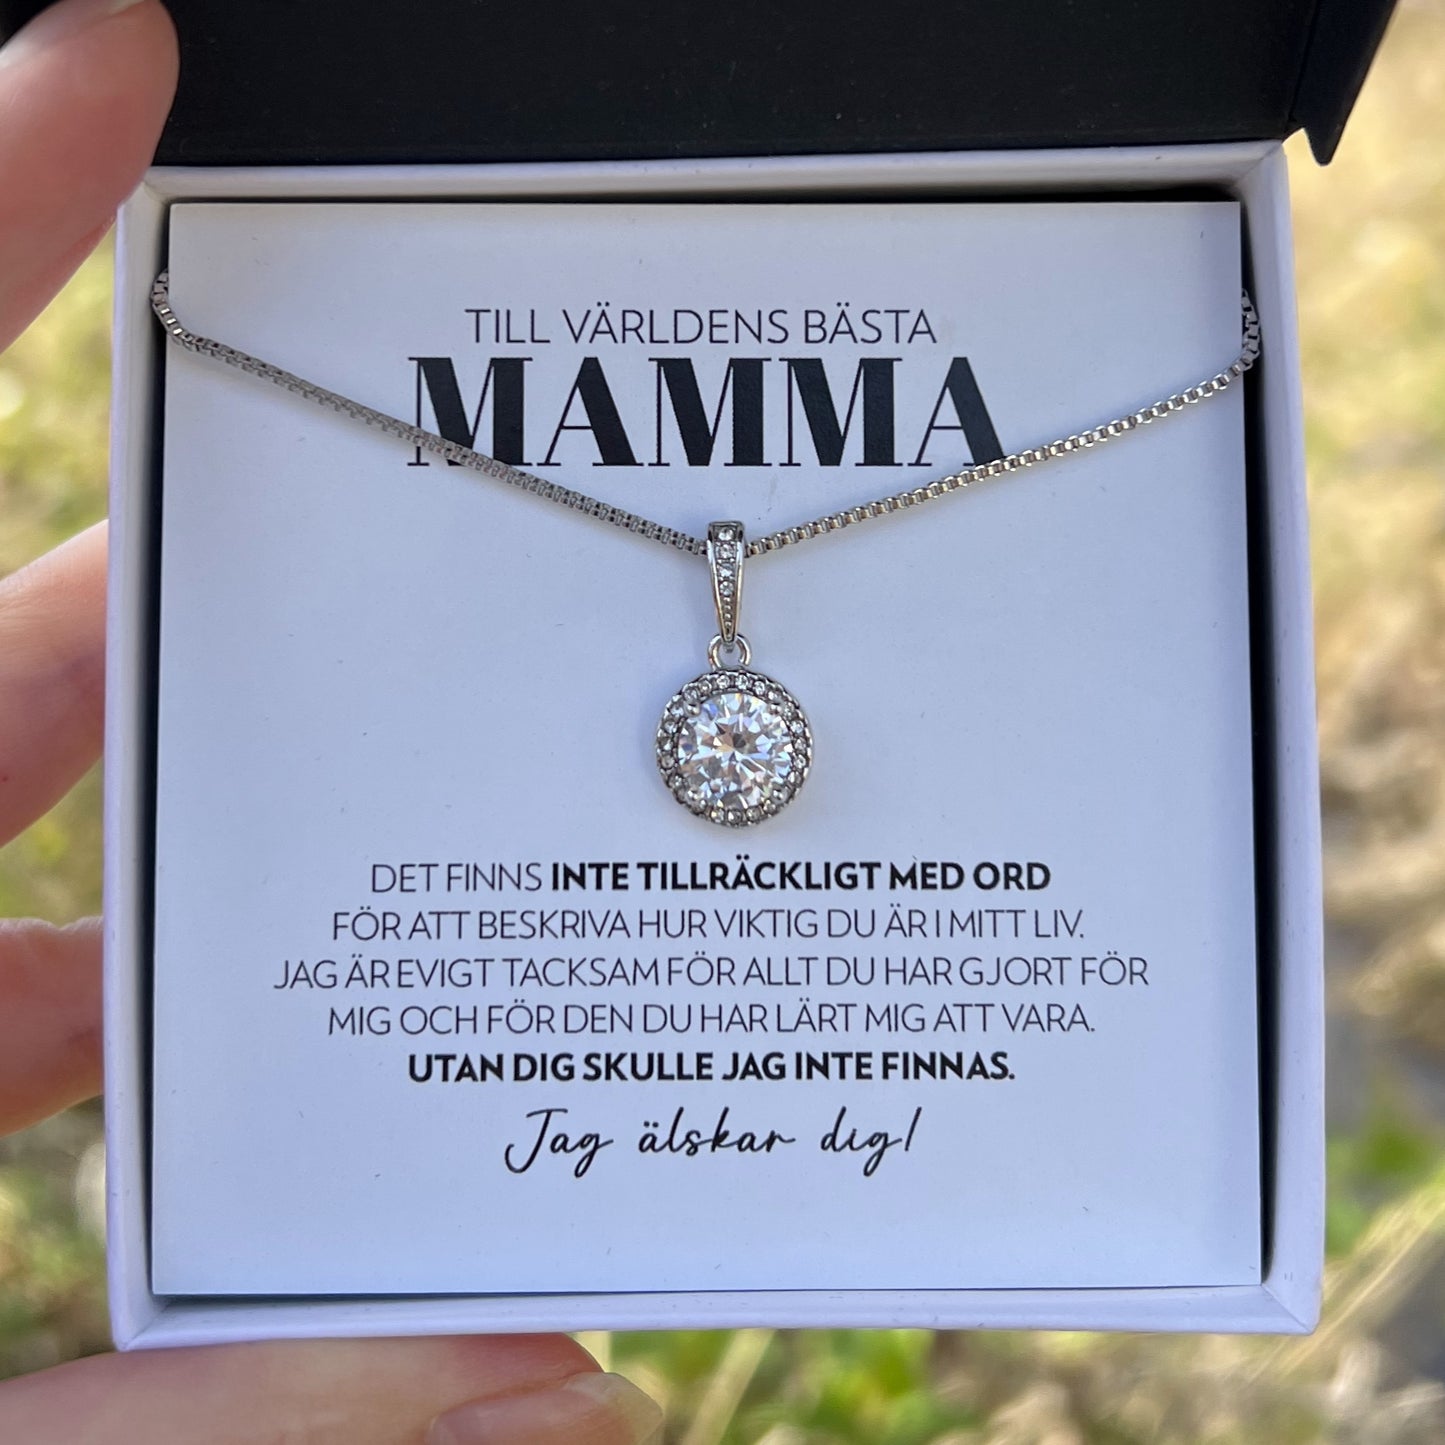 TILL VÄRLDENS BÄSTA
MAMMA
DET FINNS INTE TILLRÄCKLIGT MED ORD
FÖR ATT BESKRIVA HUR VIKTIG DU ÄR I MITT LIV.
JAG ÄR EVIGT TACKSAM FÖR ALLT DU HAR GJORT FÖR
MIG OCH FÖR DEN DU HAR LÄRT MIG ATT VARA.
UTAN DIG SKULLE JAG INTE FINNAS.
Jag älskar dig!